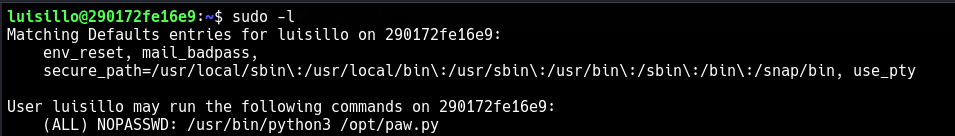 luisillo@290172fe16e9:~$ sudo -l
Matching Defaults entries for luisillo on 290172fe16e9:
    env_reset, mail_badpass,
    secure_path=/usr/local/sbin\:/usr/local/bin\:/usr/sbin\:/usr/bin\:/sbin\:/bin\:/snap/bin, use_pty

User luisillo may run the following commands on 290172fe16e9:
    (ALL) NOPASSWD: /usr/bin/python3 /opt/paw.py